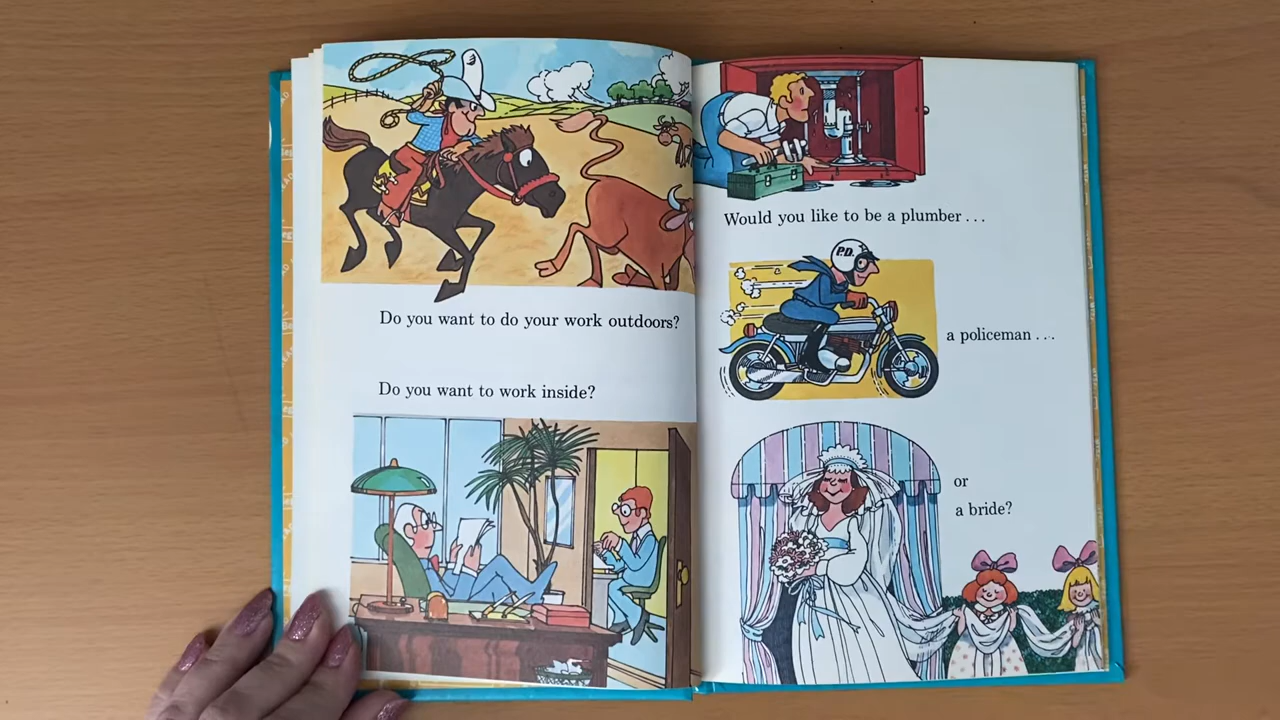 Do you want to do your work outdoors?
Do you want to work inside?
Would you like to be a plumber . . .
P.D.
a policeman . . .
or
a bride?